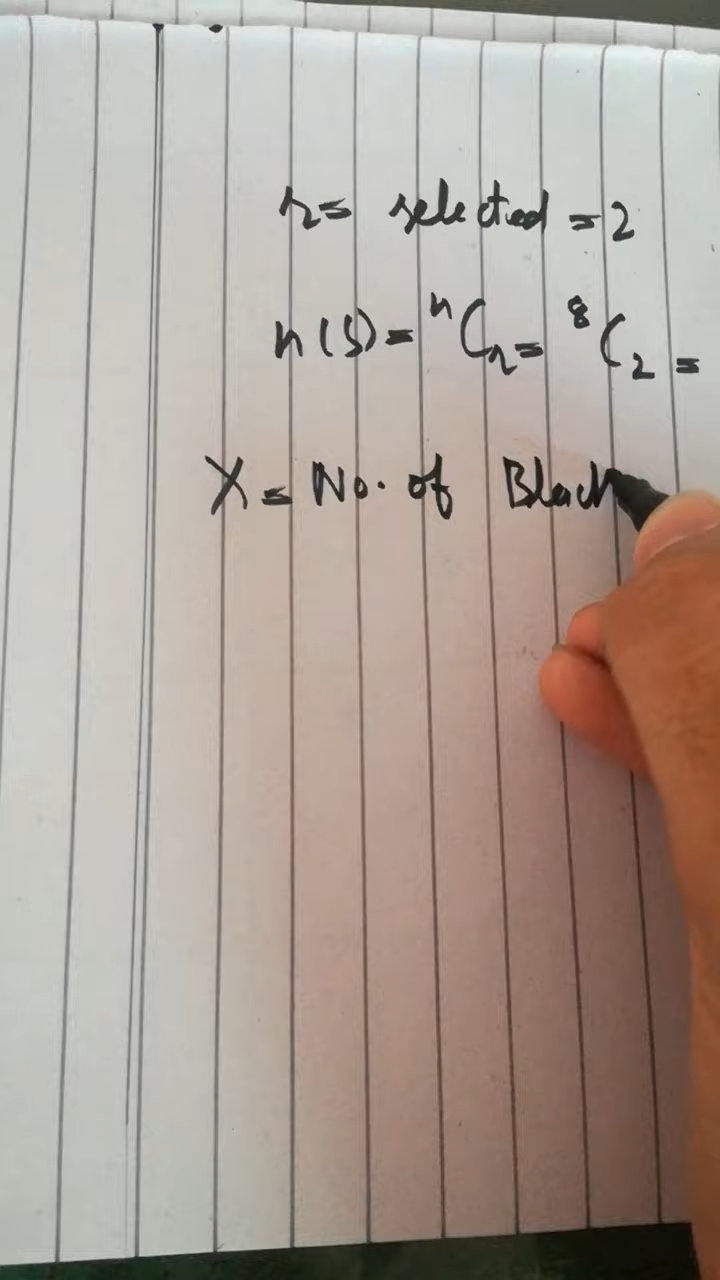 r = selected = 2
n(S) = ⁿCᵣ = ⁸C₂ =
X = No. of Black